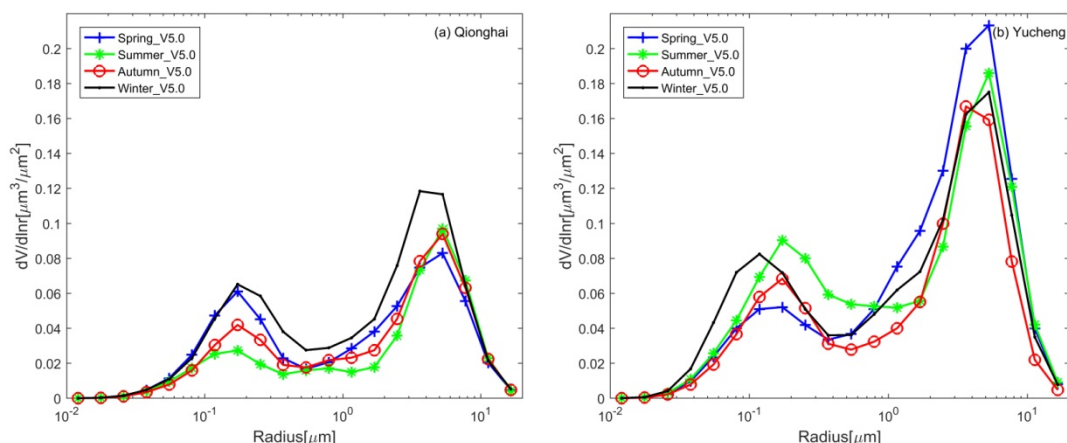 (a) Qionghai
Spring_V5.0
Summer_V5.0
Autumn_V5.0
Winter_V5.0
0.2
0.18
0.16
0.14
0.12
0.1
0.08
0.06
0.04
0.02
0
dV/dlnr[μm³/μm²]
10⁻² 10⁻¹ 10⁰ 10¹
Radius[μm]
(b) Yucheng
Spring_V5.0
Summer_V5.0
Autumn_V5.0
Winter_V5.0
0.2
0.18
0.16
0.14
0.12
0.1
0.08
0.06
0.04
0.02
0
dV/dlnr[μm³/μm²]
10⁻² 10⁻¹ 10⁰ 10¹
Radius[μm]